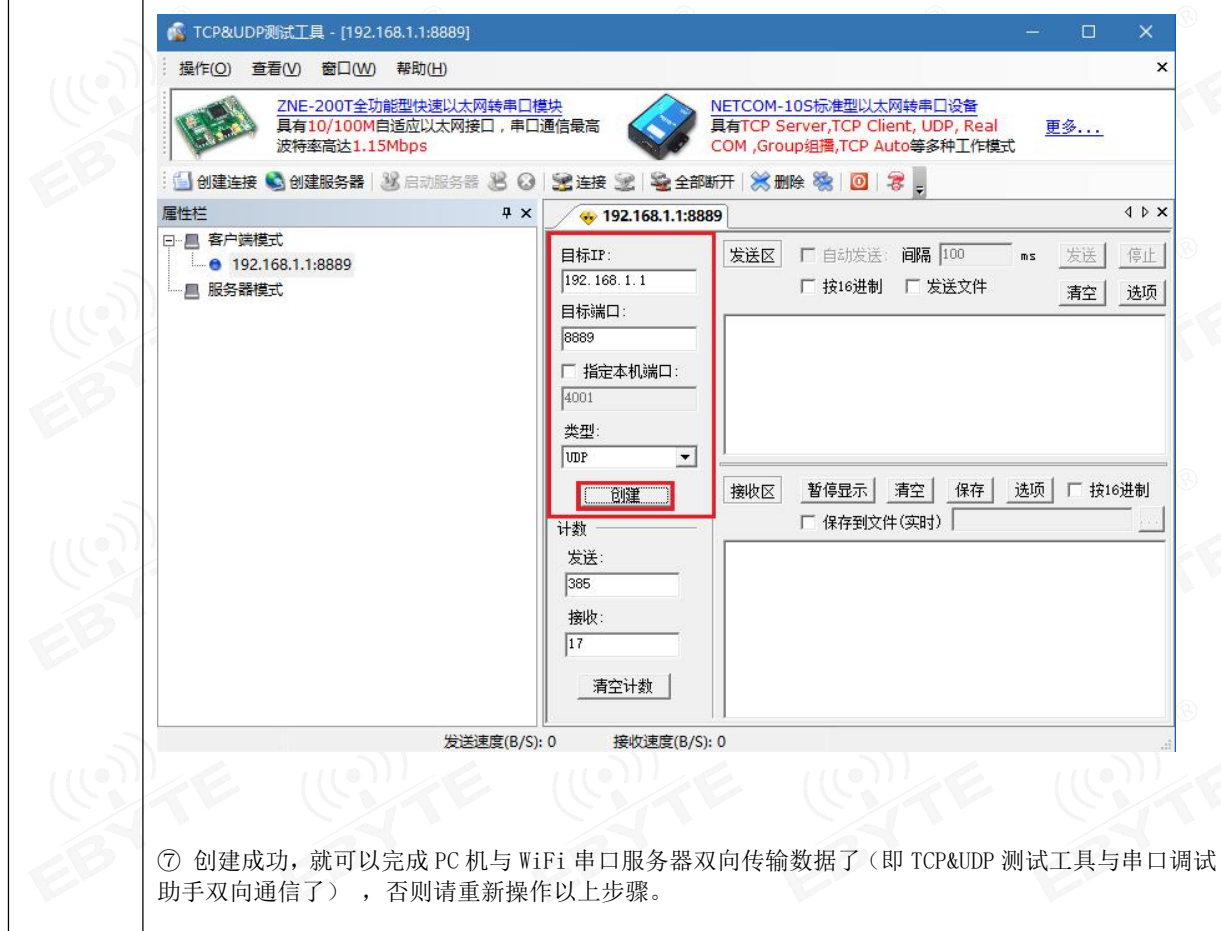 TCP&UDP测试工具 - [192.168.1.1:8889]
操作(O) 查看(V) 窗口(W) 帮助(H)
ZNE-200T全功能型快速以太网转串口模块
具有10/100M自适应以太网接口，串口通信最高
波特率高达1.15Mbps
NETCOM-10S标准型以太网转串口设备
具有TCP Server,TCP Client, UDP, Real
COM ,Group组播,TCP Auto等多种工作模式
更多...
创建连接 创建服务器 启动服务器 连接 全部断开 删除
属性栏
客户端模式
192.168.1.1:8889
服务器模式
192.168.1.1:8889
目标IP:
192.168.1.1
目标端口:
8889
指定本机端口:
4001
类型:
UDP
创建
计数
发送:
385
接收:
17
清空计数
发送区 自动发送: 间隔 100 ms 发送 停止
按16进制 发送文件 清空 选项
接收区 暂停显示 清空 保存 选项 按16进制
保存到文件(实时) ...
发送速度(B/S): 0 接收速度(B/S): 0
⑦ 创建成功，就可以完成 PC 机与 WiFi 串口服务器双向传输数据了（即 TCP&UDP 测试工具与串口调试
助手双向通信了） ，否则请重新操作以上步骤。
EBYTE